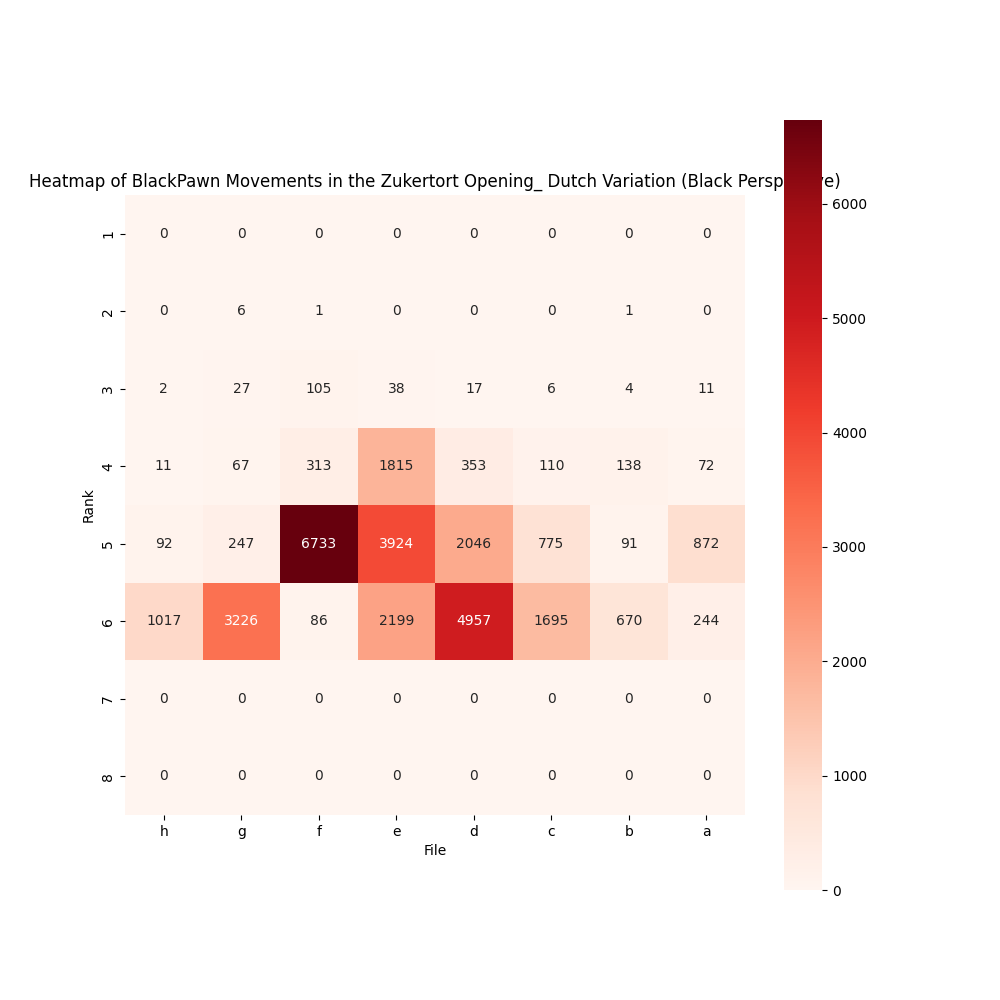 Heatmap of BlackPawn Movements in the Zukertort Opening_ Dutch Variation (Black Persp ve)
6000
5000
4000
3000
2000
1000
0
Rank
1 0 0 0 0 0 0 0 0
2 0 6 1 0 0 0 1 0
3 2 27 105 38 17 6 4 11
4 11 67 313 1815 353 110 138 72
5 92 247 6733 3924 2046 775 91 872
6 1017 3226 86 2199 4957 1695 670 244
7 0 0 0 0 0 0 0 0
8 0 0 0 0 0 0 0 0
h g f e d c b a
File